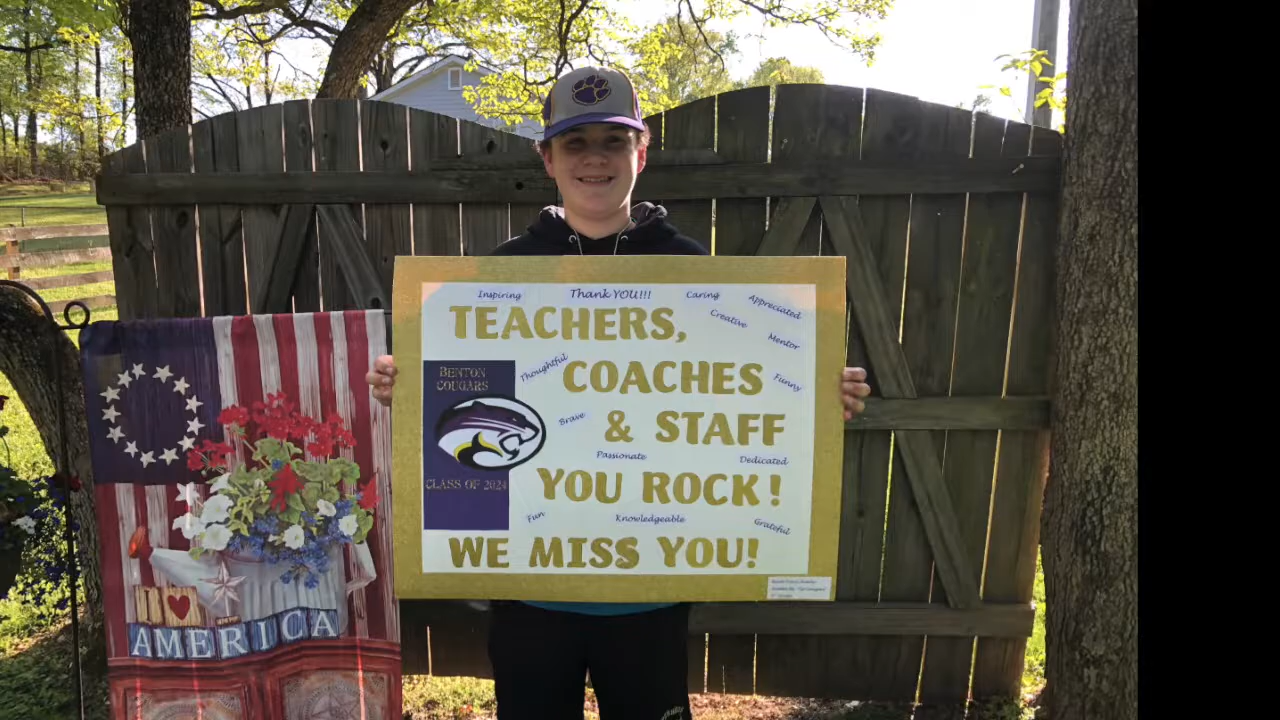 Inspiring
Thank YOU!!!
Caring
Appreciated
Creative
Mentor
TEACHERS,
Thoughtful
COACHES
Funny
BENTON
COUGARS
Brave
& STAFF
Passionate
Dedicated
CLASS OF 2024
YOU ROCK!
Fun
Knowledgeable
Grateful
WE MISS YOU!
I
AMERICA